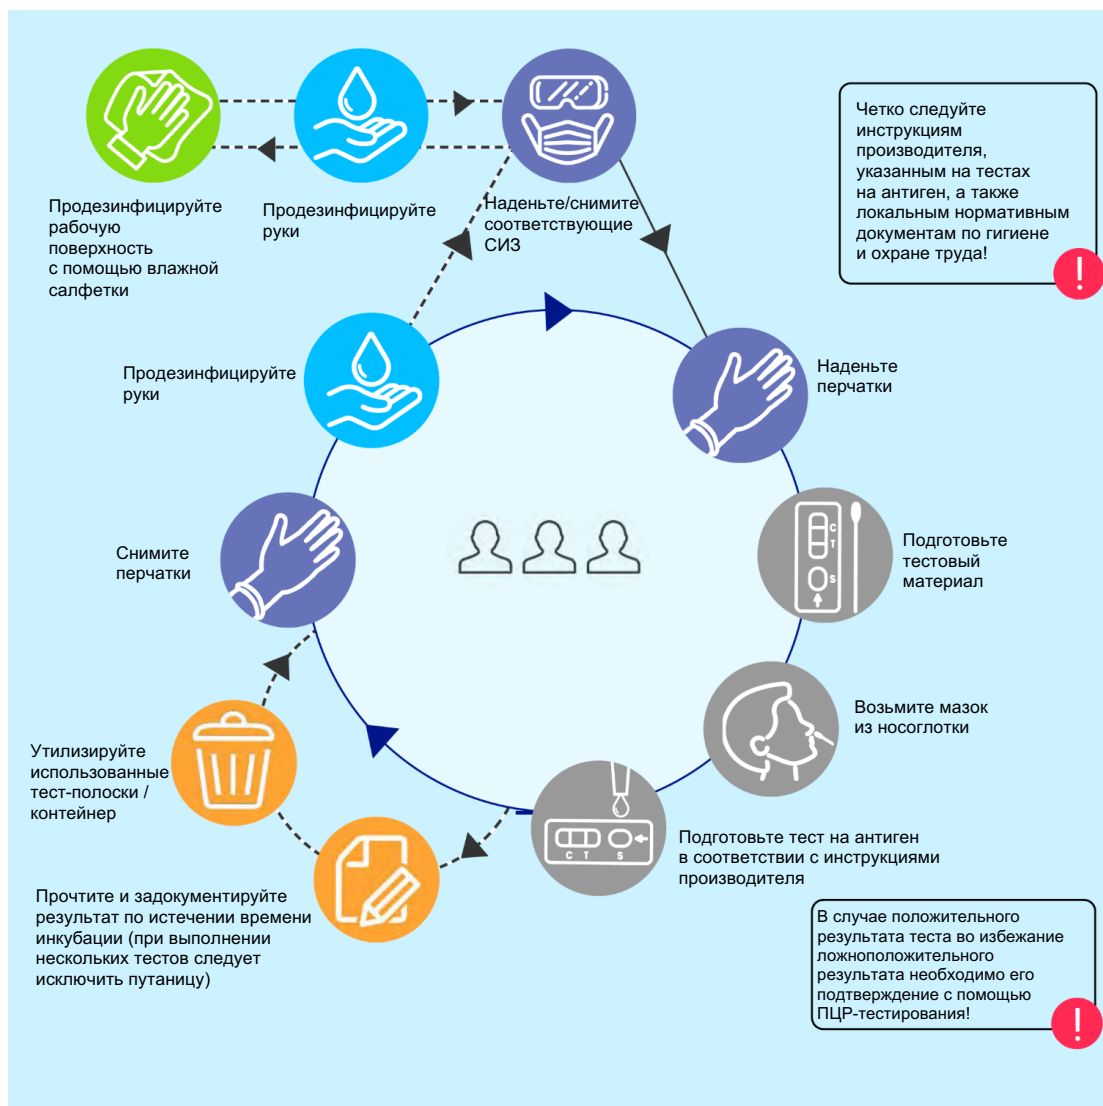 Продезинфицируйте
рабочую
поверхность
с помощью влажной
салфетки
Продезинфицируйте
руки
Наденьте/снимите
соответствующие
СИЗ
Четко следуйте
инструкциям
производителя,
указанным на тестах
на антиген, а также
локальным нормативным
документам по гигиене
и охране труда!
!
Продезинфицируйте
руки
Наденьте
перчатки
Снимите
перчатки
C
T
S
Подготовьте
тестовый
материал
Возьмите мазок
из носоглотки
Утилизируйте
использованные
тест-полоски /
контейнер
C T S
Подготовьте тест на антиген
в соответствии с инструкциями
производителя
Прочтите и задокументируйте
результат по истечении времени
инкубации (при выполнении
нескольких тестов следует
исключить путаницу)
В случае положительного
результата теста во избежание
ложноположительного
результата необходимо его
подтверждение с помощью
ПЦР-тестирования!
!